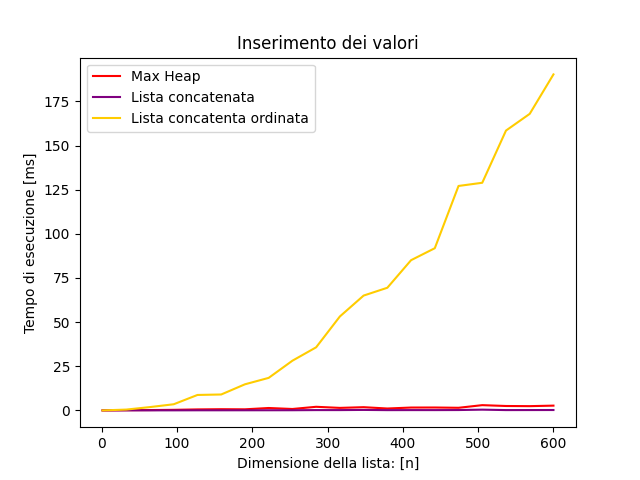 Inserimento dei valori
Max Heap
Lista concatenata
Lista concatenta ordinata
Tempo di esecuzione [ms]
175
150
125
100
75
50
25
0
0 100 200 300 400 500 600
Dimensione della lista: [n]